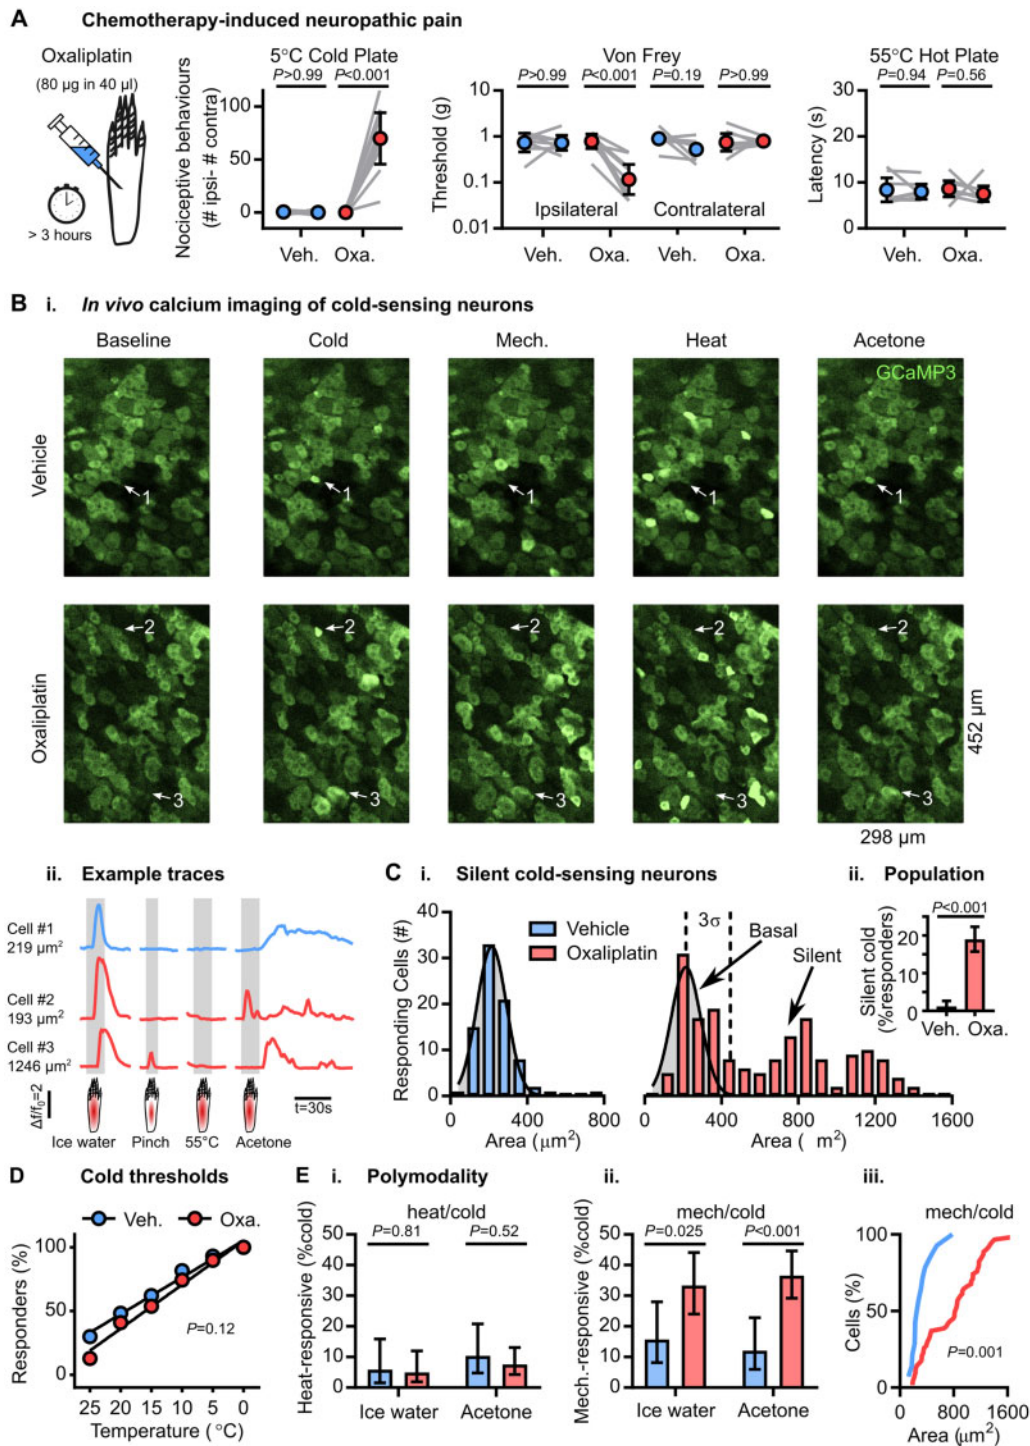 A Chemotherapy-induced neuropathic pain
Oxaliplatin
(80 µg in 40 µl)
> 3 hours
5°C Cold Plate
P>0.99 P<0.001
Nociceptive behaviours
(# ipsi- # contra)
100
50
0
Veh. Oxa.
Von Frey
P>0.99 P<0.001 P=0.19 P>0.99
Threshold (g)
10
1
0.1
0.01
Ipsilateral Contralateral
Veh. Oxa. Veh. Oxa.
55°C Hot Plate
P=0.94 P=0.56
Latency (s)
30
20
10
0
Veh. Oxa.
B i. In vivo calcium imaging of cold-sensing neurons
Baseline Cold Mech. Heat Acetone
GCaMP3
Vehicle
1 1 1 1
Oxaliplatin
2 2 2 2 2
3 3 3 3 3
452 µm
298 µm
ii. Example traces
Cell #1
219 µm²
Cell #2
193 µm²
Cell #3
1246 µm²
Δf/f₀=2
t=30s
Ice water Pinch 55°C Acetone
C i. Silent cold-sensing neurons
Responding Cells (#)
40
30
20
10
0
Vehicle
Oxaliplatin
3σ
Basal
Silent
0 400 800
Area (µm²)
0 400 800 1200 1600
Area ( m²)
ii. Population
P<0.001
Silent cold
(%responders)
20
10
0
Veh. Oxa.
D Cold thresholds
Veh. Oxa.
Responders (%)
100
50
0
P=0.12
25 20 15 10 5 0
Temperature ( °C)
E i. Polymodality
heat/cold
P=0.81 P=0.52
Heat-responsive (%cold)
50
40
30
20
10
0
Ice water Acetone
ii.
mech/cold
P=0.025 P<0.001
Mech.-responsive (%cold)
50
40
30
20
10
0
Ice water Acetone
iii.
mech/cold
Cells (%)
100
50
0
P=0.001
0 800 1600
Area (µm²)